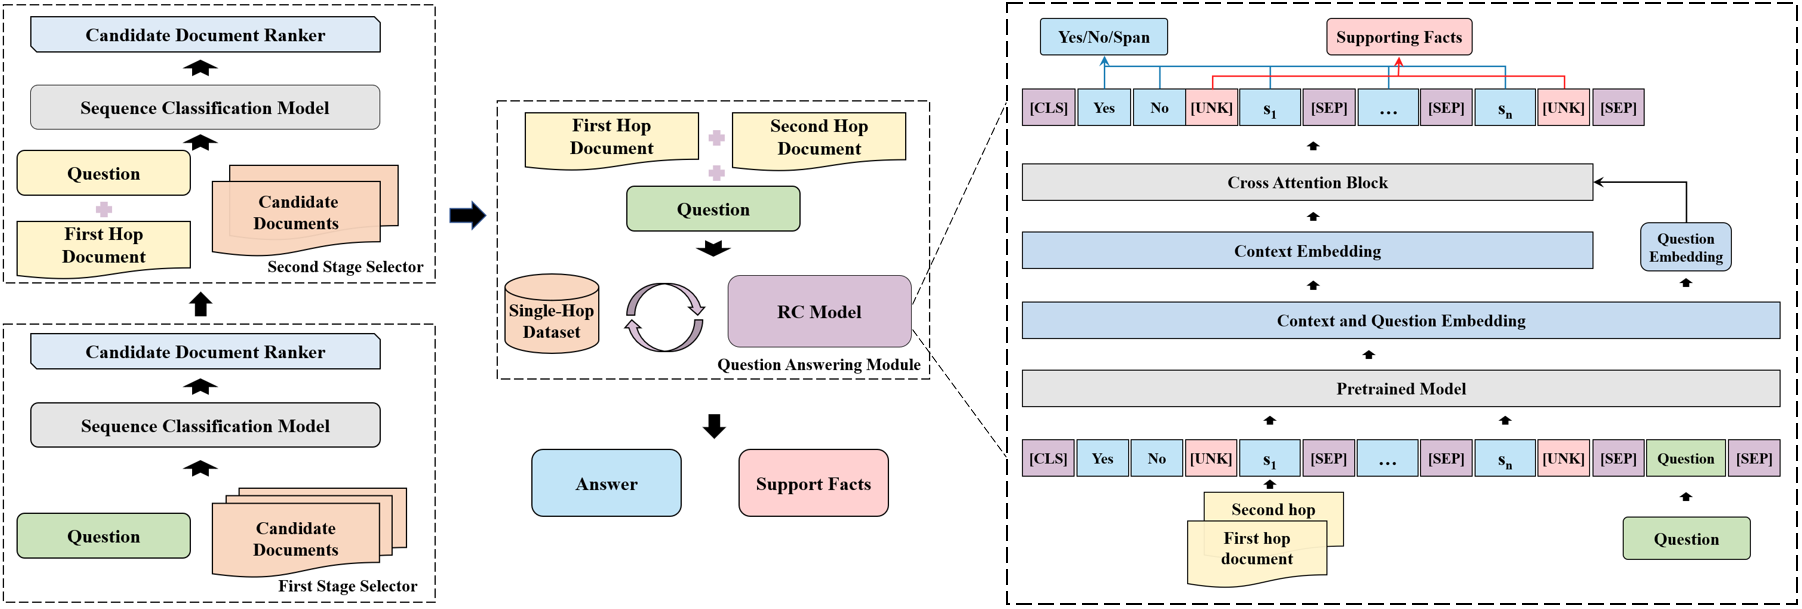 Candidate Document Ranker
Sequence Classification Model
Question
First Hop
Document
Candidate
Documents
Second Stage Selector
Candidate Document Ranker
Sequence Classification Model
Question
Candidate
Documents
First Stage Selector
First Hop
Document
Second Hop
Document
Question
Single-Hop
Dataset
RC Model
Question Answering Module
Answer
Support Facts
Yes/No/Span
Supporting Facts
[CLS] Yes No [UNK] s1 [SEP] ... [SEP] sn [UNK] [SEP]
Cross Attention Block
Context Embedding
Question
Embedding
Context and Question Embedding
Pretrained Model
[CLS] Yes No [UNK] s1 [SEP] ... [SEP] sn [UNK] [SEP] Question [SEP]
Second hop
First hop
document
Question